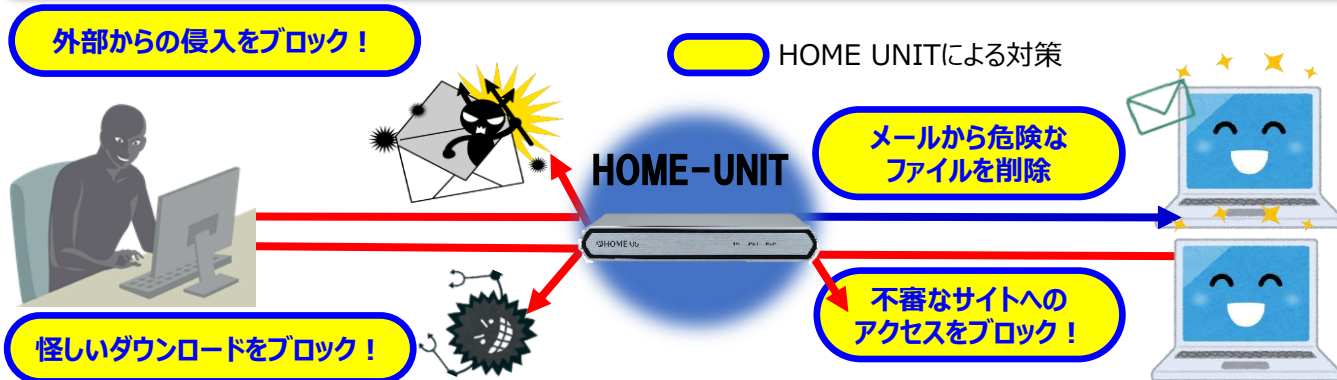 外部からの侵入をブロック!
HOME UNITによる対策
HOME-UNIT
メールから危険な
ファイルを削除
HOME UG
怪しいダウンロードをブロック!
不審なサイトへの
アクセスをブロック!